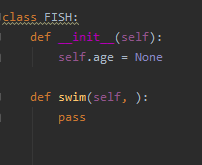 class FISH:
    def __init__(self):
        self.age = None

    def swim(self, ):
        pass